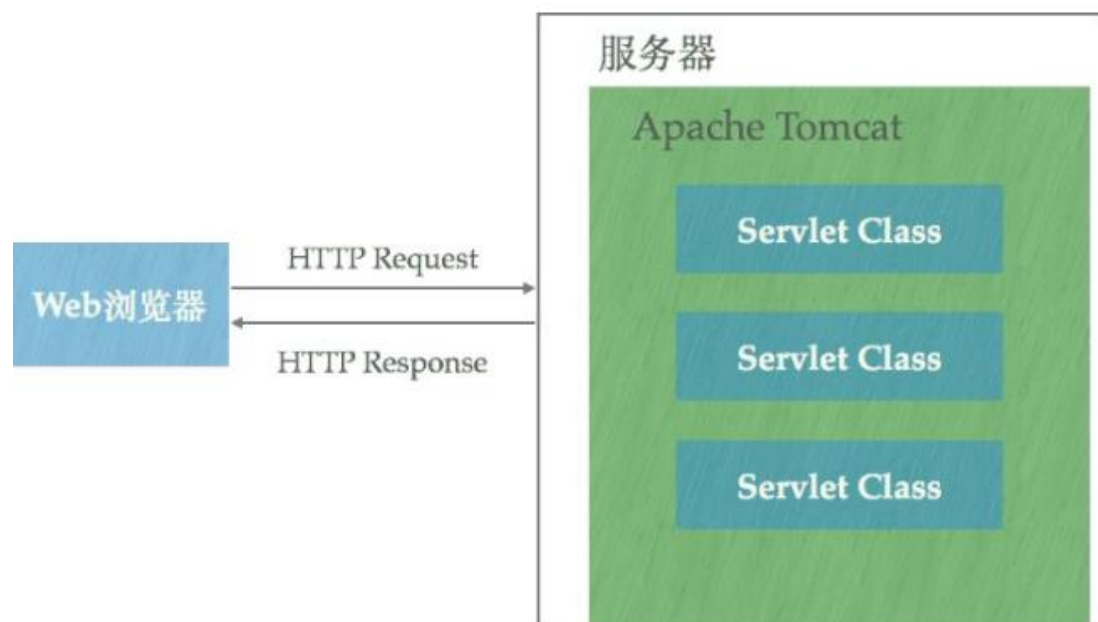 服务器
Apache Tomcat
Servlet Class
HTTP Request
Web浏览器
Servlet Class
HTTP Response
Servlet Class